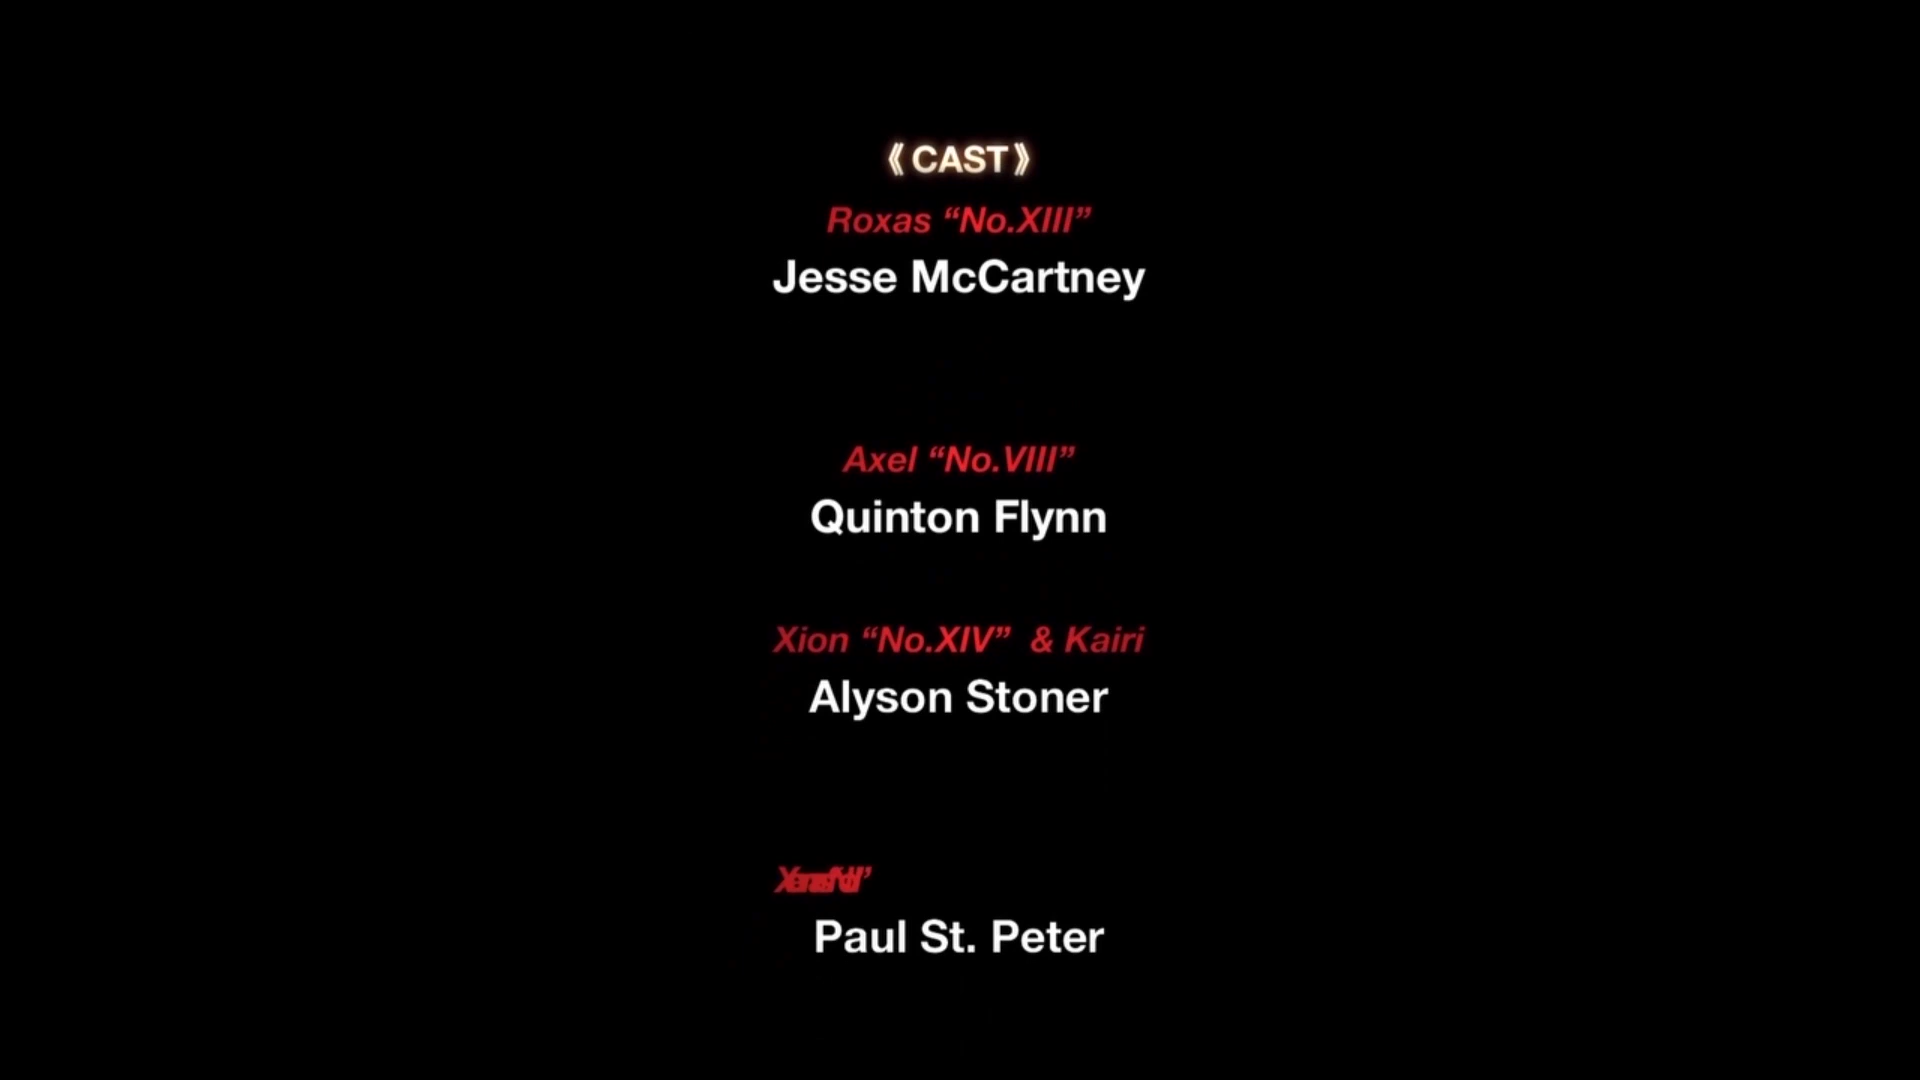 《CAST》
Roxas “No.XIII”
Jesse McCartney
Axel “No.VIII”
Quinton Flynn
Xion “No.XIV” & Kairi
Alyson Stoner
Paul St. Peter